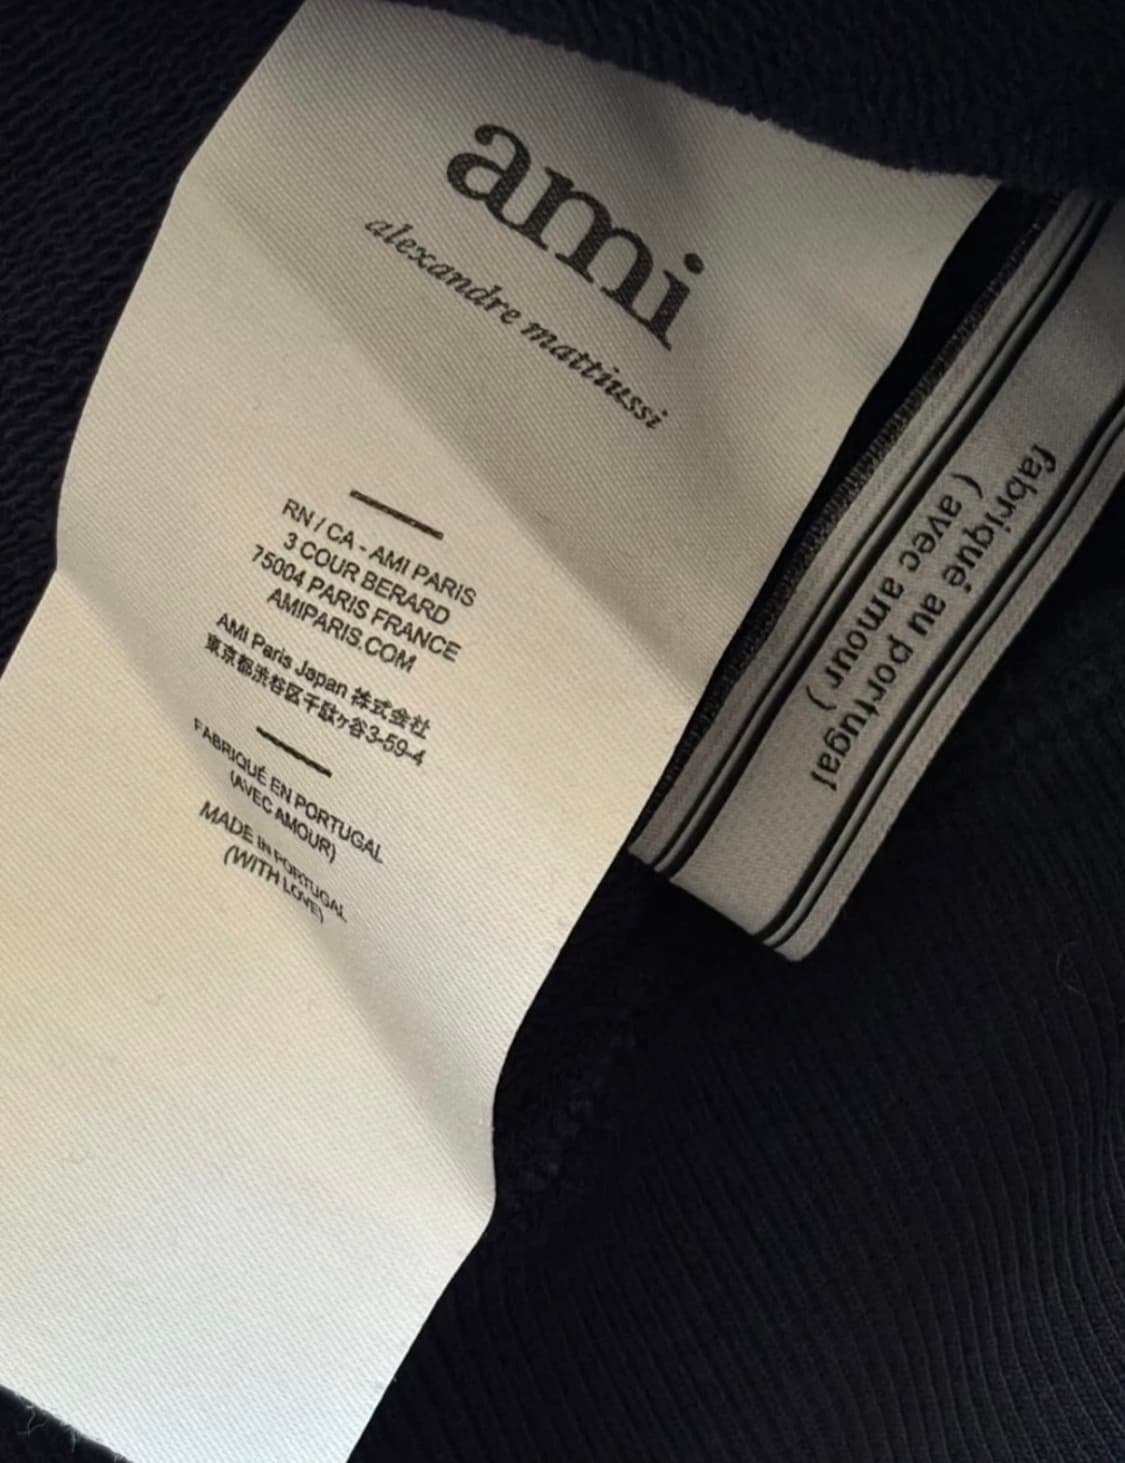 ami
alexandre mattiussi
RN / CA - AMI PARIS
3 COUR BERARD
75004 PARIS FRANCE
AMIPARIS.COM
AMI Paris Japan 株式会社
東京都渋谷区千駄ヶ谷3-59-4
FABRIQUÉ EN PORTUGAL
(AVEC AMOUR)
MADE IN PORTUGAL
(WITH LOVE)
fabriqué au portugal
( avec amour )